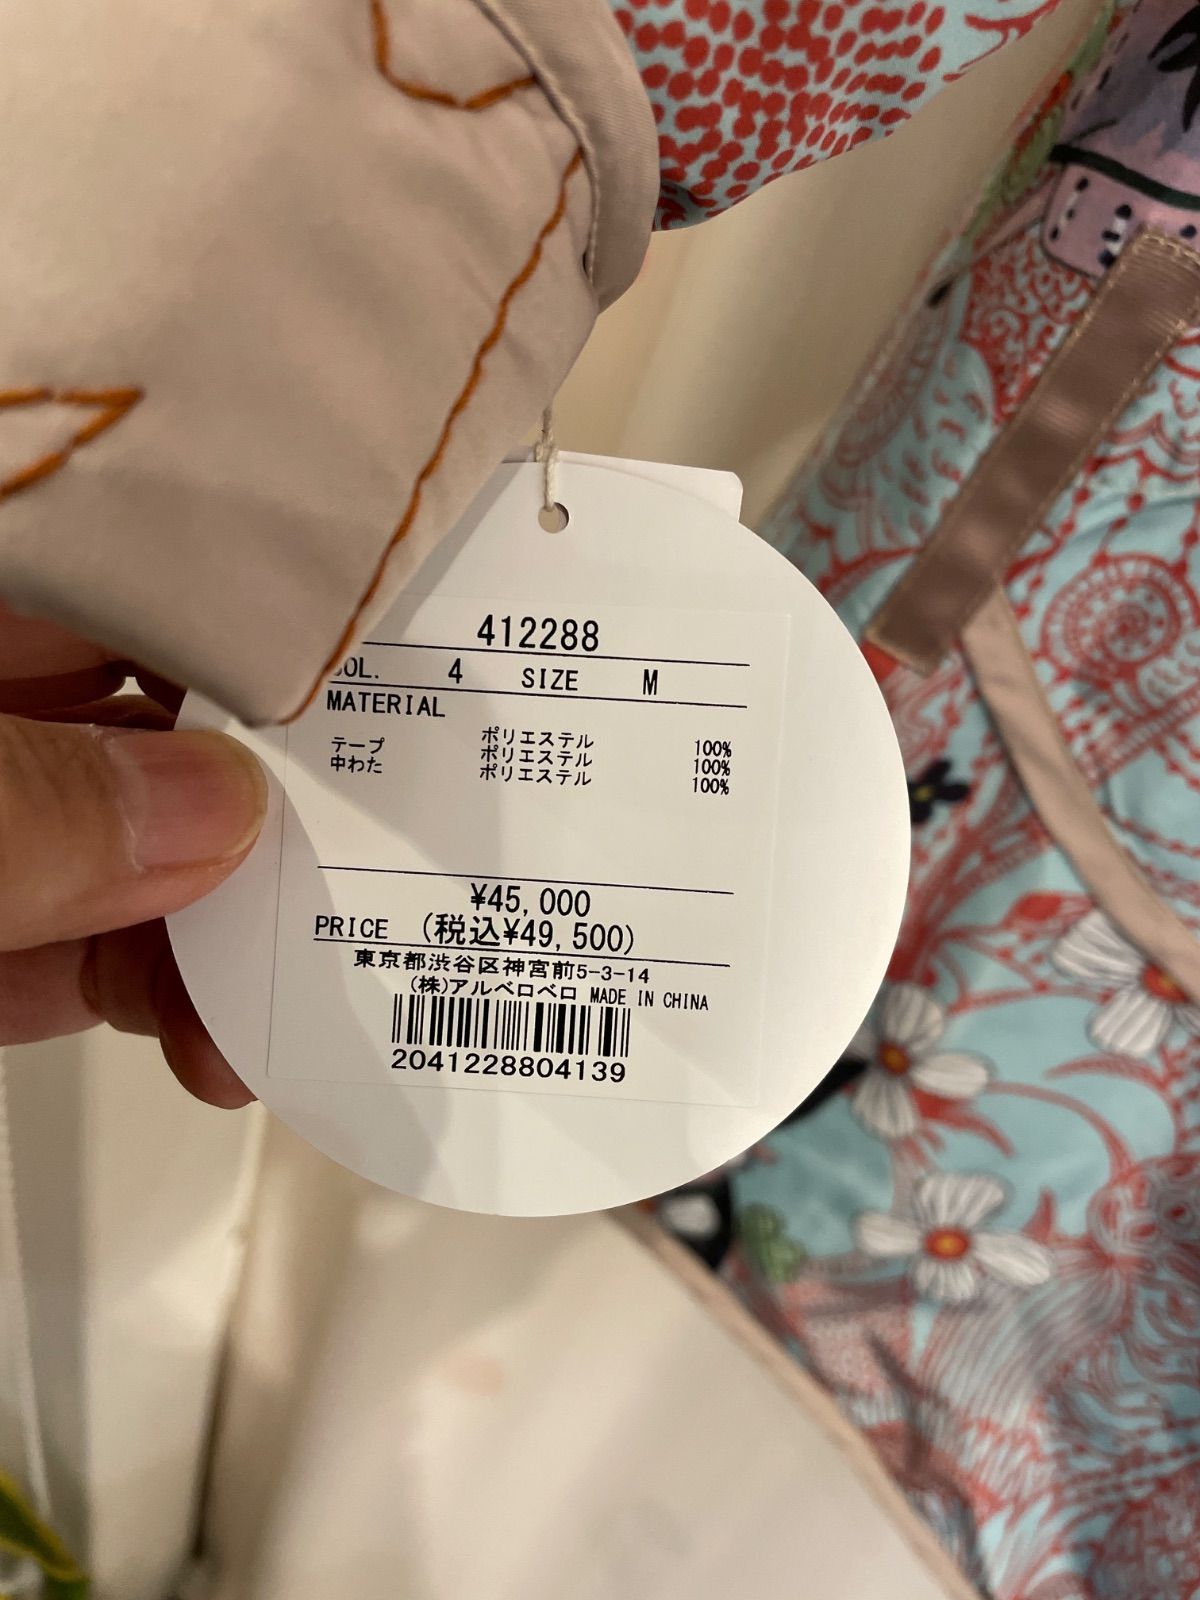 412288
COL. 4 SIZE M
MATERIAL
ポリエステル 100%
テープ ポリエステル 100%
中わた ポリエステル 100%
¥45,000
PRICE (税込¥49,500)
東京都渋谷区神宮前5-3-14
(株)アルベロベロ MADE IN CHINA
2041228804139